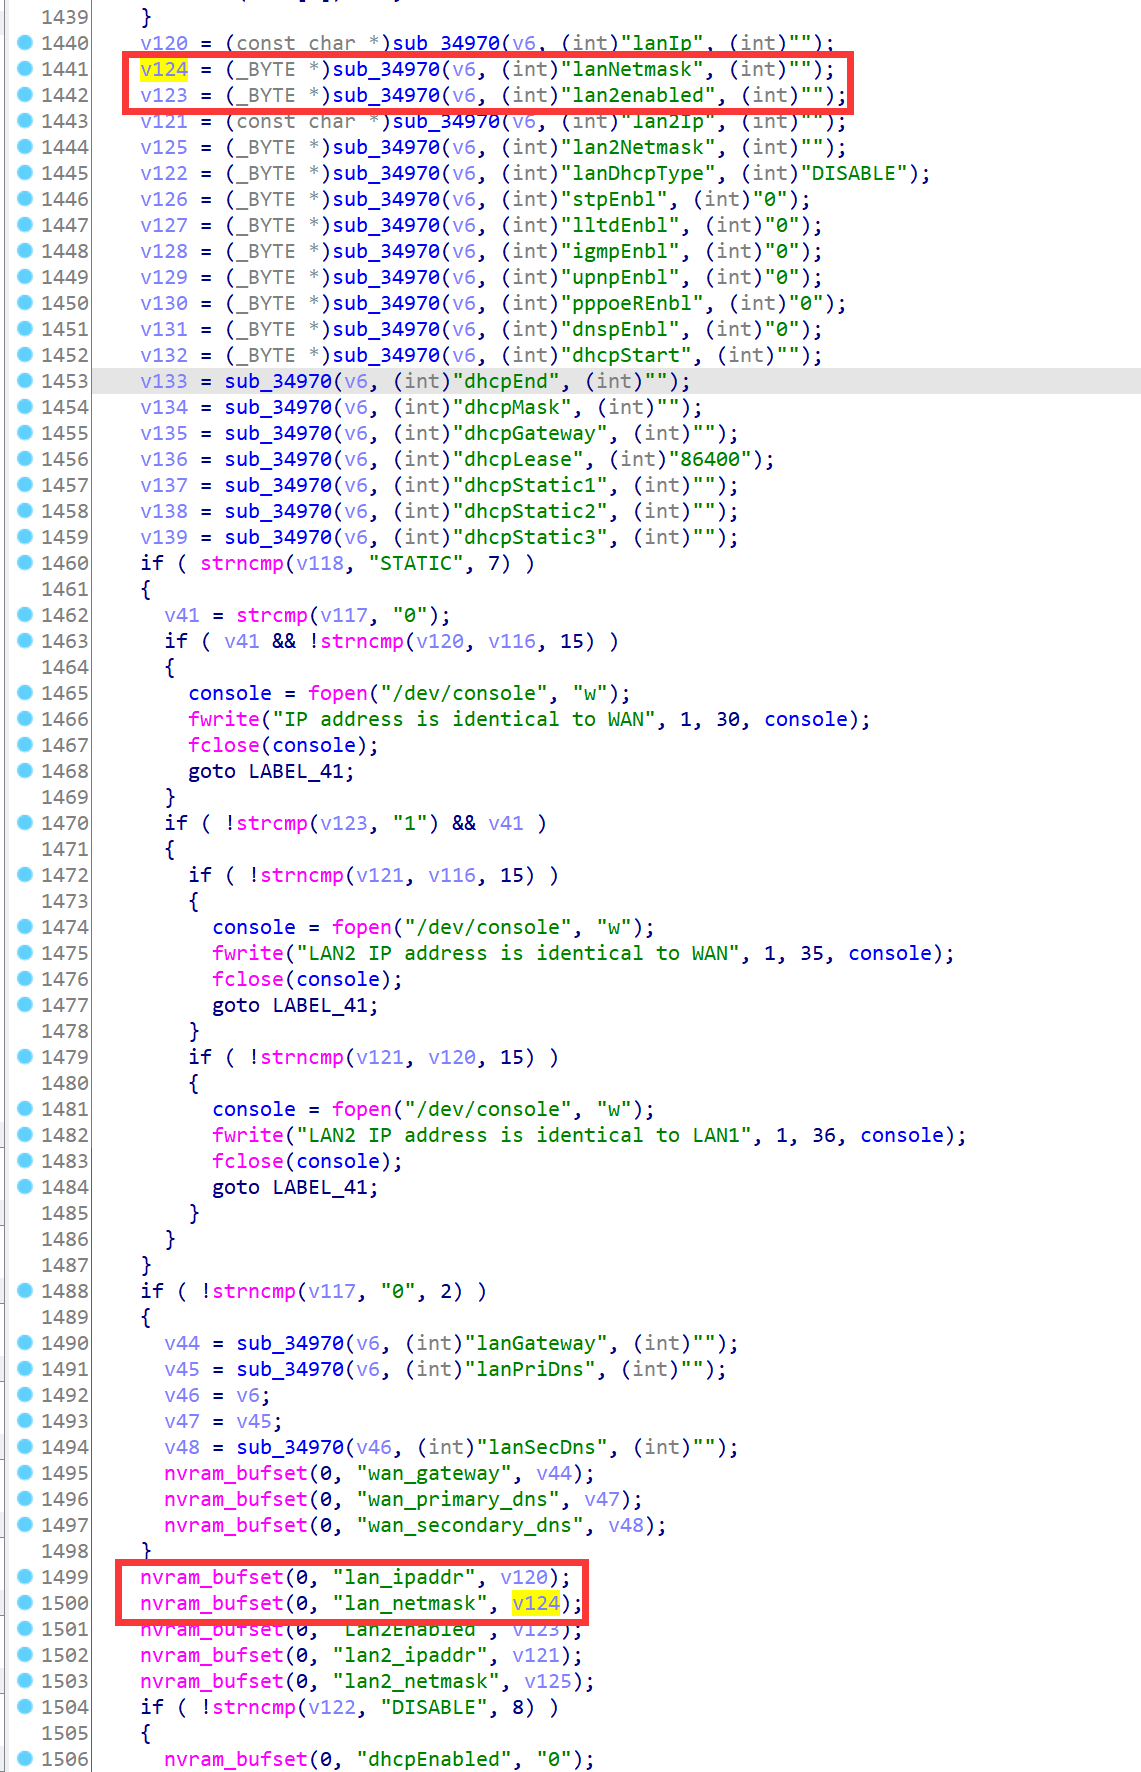 1439 }
1440 v120 = (const char *)sub_34970(v6, (int)"lanIp", (int)"");
1441 v124 = (_BYTE *)sub_34970(v6, (int)"lanNetmask", (int)"");
1442 v123 = (_BYTE *)sub_34970(v6, (int)"lan2enabled", (int)"");
1443 v121 = (const char *)sub_34970(v6, (int)"lan2Ip", (int)"");
1444 v125 = (_BYTE *)sub_34970(v6, (int)"lan2Netmask", (int)"");
1445 v122 = (_BYTE *)sub_34970(v6, (int)"lanDhcpType", (int)"DISABLE");
1446 v126 = (_BYTE *)sub_34970(v6, (int)"stpEnbl", (int)"0");
1447 v127 = (_BYTE *)sub_34970(v6, (int)"lltdEnbl", (int)"0");
1448 v128 = (_BYTE *)sub_34970(v6, (int)"igmpEnbl", (int)"0");
1449 v129 = (_BYTE *)sub_34970(v6, (int)"upnpEnbl", (int)"0");
1450 v130 = (_BYTE *)sub_34970(v6, (int)"pppoeREnbl", (int)"0");
1451 v131 = (_BYTE *)sub_34970(v6, (int)"dnspEnbl", (int)"0");
1452 v132 = (_BYTE *)sub_34970(v6, (int)"dhcpStart", (int)"");
1453 v133 = sub_34970(v6, (int)"dhcpEnd", (int)"");
1454 v134 = sub_34970(v6, (int)"dhcpMask", (int)"");
1455 v135 = sub_34970(v6, (int)"dhcpGateway", (int)"");
1456 v136 = sub_34970(v6, (int)"dhcpLease", (int)"86400");
1457 v137 = sub_34970(v6, (int)"dhcpStatic1", (int)"");
1458 v138 = sub_34970(v6, (int)"dhcpStatic2", (int)"");
1459 v139 = sub_34970(v6, (int)"dhcpStatic3", (int)"");
1460 if ( strncmp(v118, "STATIC", 7) )
1461 {
1462 v41 = strcmp(v117, "0");
1463 if ( v41 && !strncmp(v120, v116, 15) )
1464 {
1465 console = fopen("/dev/console", "w");
1466 fwrite("IP address is identical to WAN", 1, 30, console);
1467 fclose(console);
1468 goto LABEL_41;
1469 }
1470 if ( !strcmp(v123, "1") && v41 )
1471 {
1472 if ( !strncmp(v121, v116, 15) )
1473 {
1474 console = fopen("/dev/console", "w");
1475 fwrite("LAN2 IP address is identical to WAN", 1, 35, console);
1476 fclose(console);
1477 goto LABEL_41;
1478 }
1479 if ( !strncmp(v121, v120, 15) )
1480 {
1481 console = fopen("/dev/console", "w");
1482 fwrite("LAN2 IP address is identical to LAN1", 1, 36, console);
1483 fclose(console);
1484 goto LABEL_41;
1485 }
1486 }
1487 }
1488 if ( !strncmp(v117, "0", 2) )
1489 {
1490 v44 = sub_34970(v6, (int)"lanGateway", (int)"");
1491 v45 = sub_34970(v6, (int)"lanPriDns", (int)"");
1492 v46 = v6;
1493 v47 = v45;
1494 v48 = sub_34970(v46, (int)"lanSecDns", (int)"");
1495 nvram_bufset(0, "wan_gateway", v44);
1496 nvram_bufset(0, "wan_primary_dns", v47);
1497 nvram_bufset(0, "wan_secondary_dns", v48);
1498 }
1499 nvram_bufset(0, "lan_ipaddr", v120);
1500 nvram_bufset(0, "lan_netmask", v124);
1501 nvram_bufset(0, "Lan2Enabled", v123);
1502 nvram_bufset(0, "lan2_ipaddr", v121);
1503 nvram_bufset(0, "lan2_netmask", v125);
1504 if ( !strncmp(v122, "DISABLE", 8) )
1505 {
1506 nvram_bufset(0, "dhcpEnabled", "0");